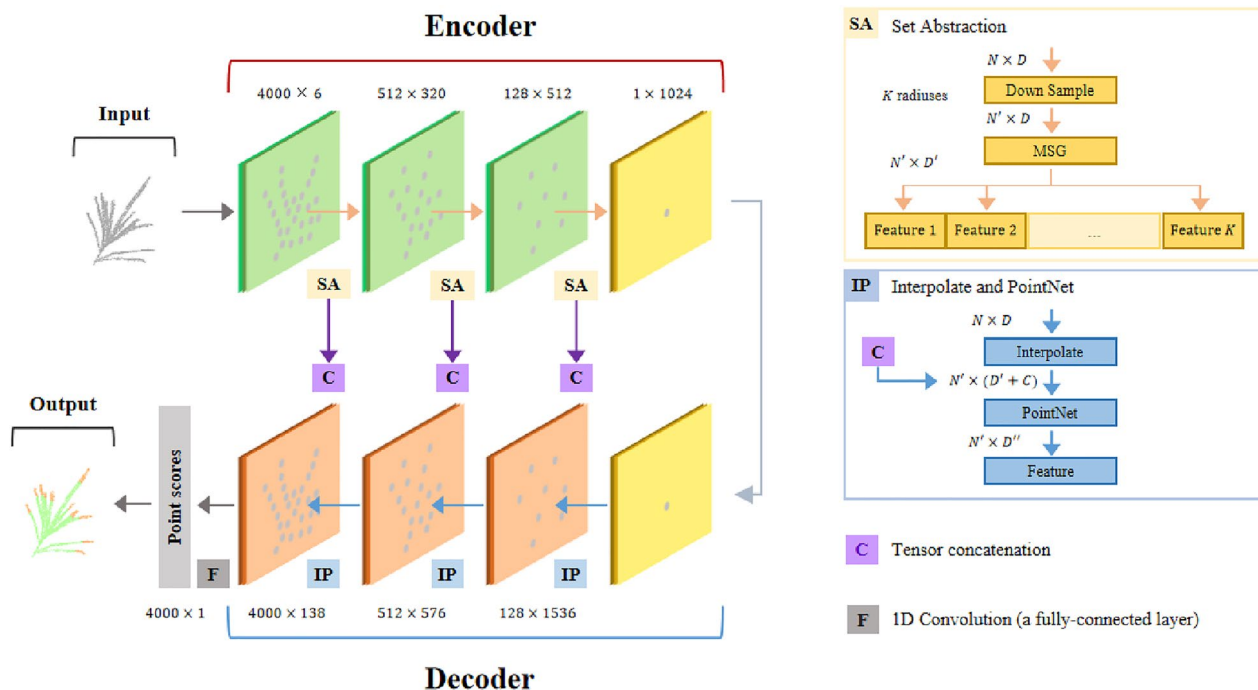 Encoder
4000 × 6
512 × 320
128 × 512
1 × 1024
Input
SA
SA
SA
C
C
C
Output
Point scores
F
IP
IP
IP
4000 × 1
4000 × 138
512 × 576
128 × 1536
Decoder
SA Set Abstraction
N × D
K radiuses
Down Sample
N′ × D
MSG
N′ × D′
Feature 1
Feature 2
...
Feature K
IP Interpolate and PointNet
N × D
Interpolate
C
N′ × (D′ + C)
PointNet
N′ × D′′
Feature
C Tensor concatenation
F 1D Convolution (a fully-connected layer)